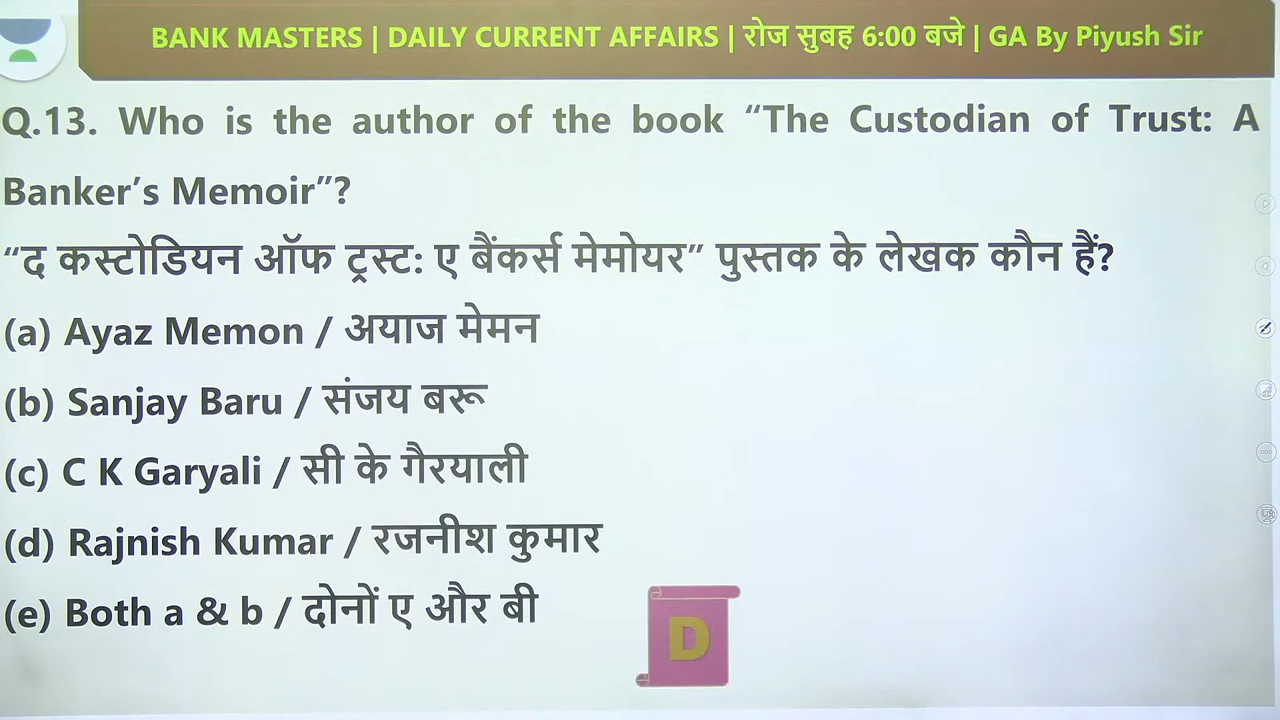 BANK MASTERS | DAILY CURRENT AFFAIRS | रोज सुबह 6:00 बजे | GA By Piyush Sir
Q.13. Who is the author of the book “The Custodian of Trust: A
Banker’s Memoir”?
“द कस्टोडियन ऑफ ट्रस्ट: ए बैंकर्स मेमोयर” पुस्तक के लेखक कौन हैं?
(a) Ayaz Memon / अयाज मेमन
(b) Sanjay Baru / संजय बरू
(c) C K Garyali / सी के गैरयाली
(d) Rajnish Kumar / रजनीश कुमार
(e) Both a & b / दोनों ए और बी
D